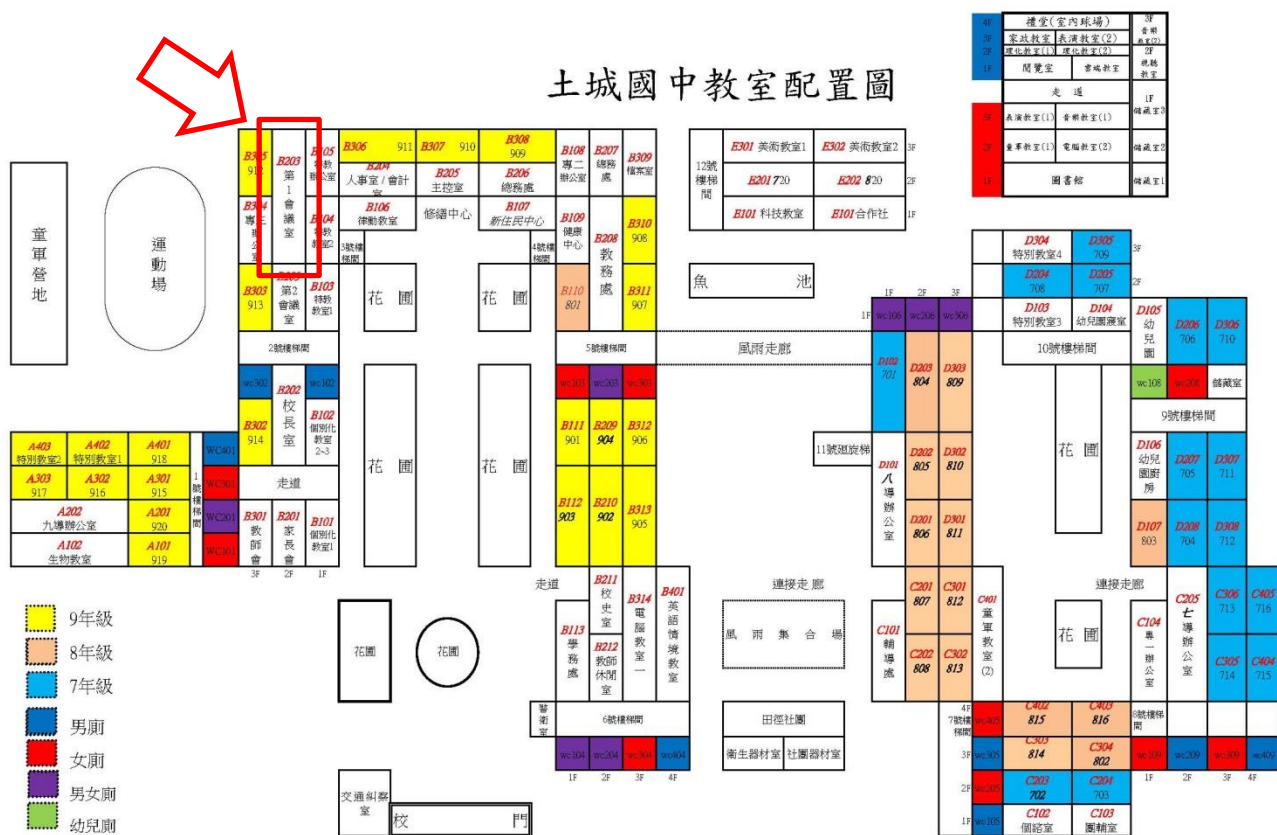 土城國中教室配置圖
4F 禮堂(室內球場) 3F 音樂教室(2)
3F 家政教室 表演教室(2)
2F 理化教室(1) 理化教室(2) 2F 視聽教室
1F 閱覽室 雲端教室
走道 1F 儲藏室3
3F 表演教室(1) 音樂教室(1)
2F 童軍教室(1) 電腦教室(2) 儲藏室2
1F 圖書館 儲藏室1
童軍營地
運動場
B305 912
B203 第1會議室
B105 特教辦公室
B306 911
B307 910
B308 909
B204 人事室/會計室
B205 主控室
B206 總務處
B304 專三辦公室
B104 特教教室2
B106 律動教室
修繕中心
B107 新住民中心
3號樓梯間
4號樓梯間
B303 913
第2會議室
B103 特教教室1
花圃
花圃
2號樓梯間
B108 專二辦公室
B207 總務處
B309 檔案室
B109 健康中心
B208 教務處
B310 908
B110 801
B311 907
5號樓梯間
風雨走廊
12號樓梯間
E301 美術教室1 E302 美術教室2 3F
E201 720 E202 820 2F
E101 科技教室 E101 合作社 1F
魚池
wc302
B202 校長室
wc102
B302 914
B102 個別化教室2~3
走道
B301 教師會
B201 家長會
B101 個別化教室1
3F 2F 1F
A403 特別教室2
A402 特別教室1
A401 918
A303 917
A302 916
A301 915
A202 九導辦公室
A201 920
A102 生物教室
A101 919
1號樓梯間
WC401
WC301
WC201
WC101
花圃
花圃
wc103 wc203 wc303
B111 901
B209 904
B312 906
B112 903
B210 902
B313 905
走道
B211 校史室
B113 學務處
B212 教師休閒室
B314 電腦教室一
B401 英語情境教室
警衛室
6號樓梯間
wc104 wc204 wc304 wc404
1F 2F 3F 4F
花圃
花圃
交通糾察室
校門
連接走廊
風雨集合場
田徑社團
衛生器材室 社團器材室
1F 2F 3F
1F wc106 wc206 wc306
D102 701
D203 804
D303 809
11號迴旋梯
D101 八導辦公室
D202 805
D302 810
D201 806
D301 811
C101 輔導處
C201 807
C301 812
C202 808
C302 813
C401 童軍教室(2)
D304 特別教室4
D305 709
3F
D204 708
D205 707
2F
D103 特別教室3
D104 幼兒園寢室
10號樓梯間
D105 幼兒園
D206 706
D306 710
wc108 wc208 儲藏室
9號樓梯間
花圃
D106 幼兒園廚房
D207 705
D307 711
D107 803
D208 704
D308 712
連接走廊
花圃
C104 專一辦公室
C205 七導辦公室
C306 713
C405 716
C305 714
C404 715
4F 7號樓梯間
wc405
C402 815
C403 816
8號樓梯間
3F wc305
C303 814
C304 802
wc109 wc209 wc309 wc409
1F 2F 3F 4F
2F wc205
C203 702
C204 703
1F wc105
C102 個諮室
C103 團輔室
9年級
8年級
7年級
男廁
女廁
男女廁
幼兒廁